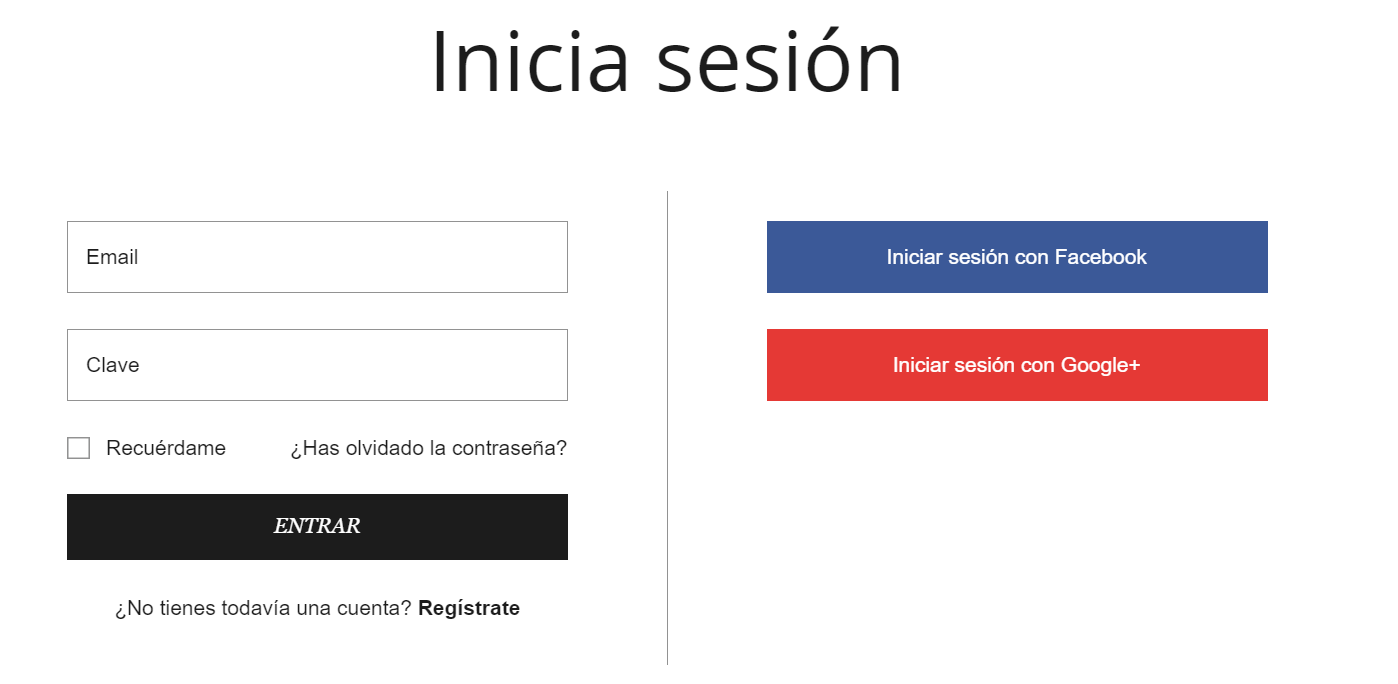 Inicia sesión
Email
Clave
Recuérdame
¿Has olvidado la contraseña?
ENTRAR
¿No tienes todavía una cuenta? Regístrate
Iniciar sesión con Facebook
Iniciar sesión con Google+